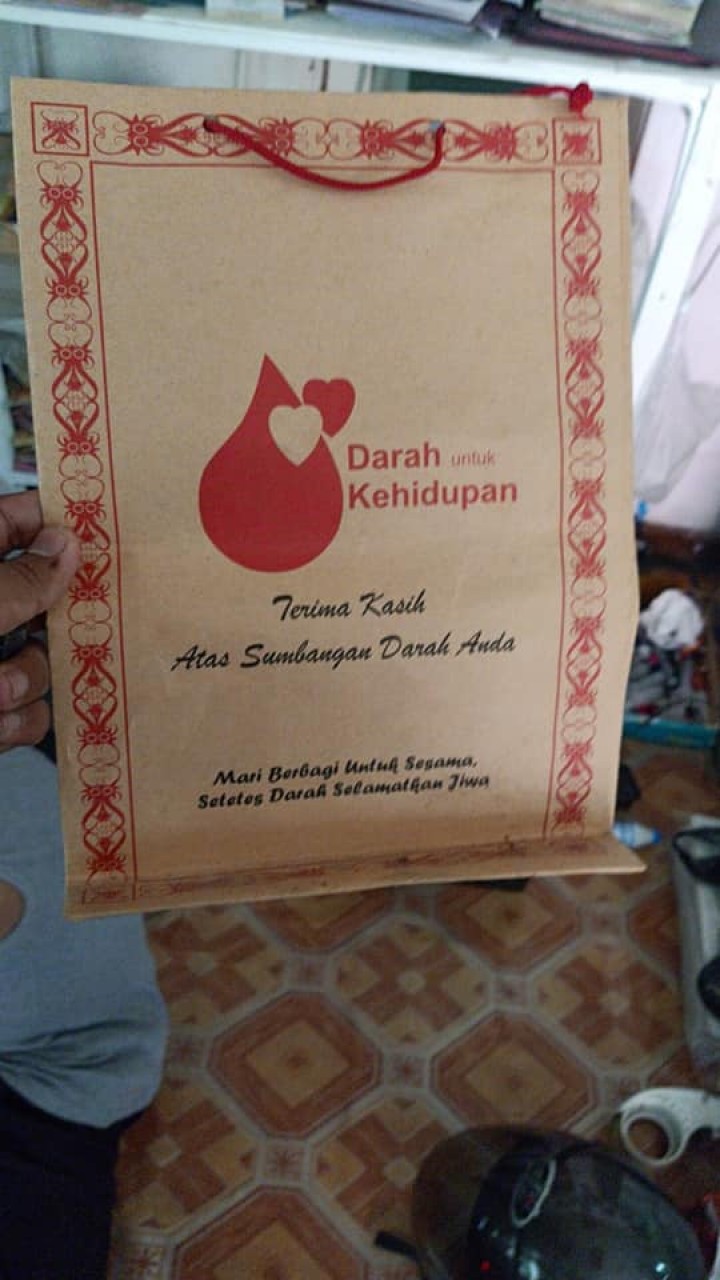 Darah untuk
Kehidupan
Terima Kasih
Atas Sumbangan Darah Anda
Mari Berbagi Untuk Sesama,
Setetes Darah Selamatkan Jiwa